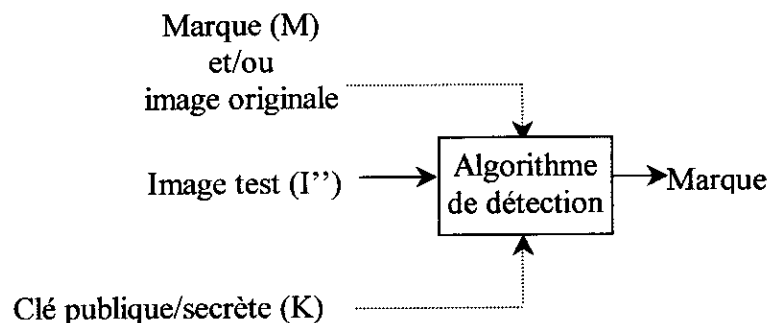 Marque (M)
et/ou
image originale
Image test (I’’)
Algorithme
de détection
Marque
Clé publique/secrète (K)